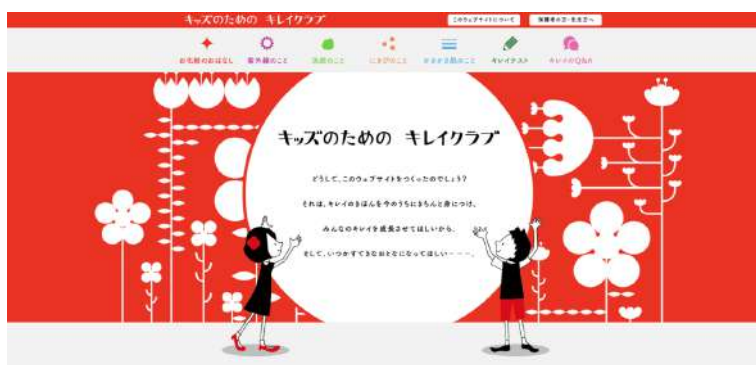 キッズのための キレイクラブ
このウェブサイトについて
保護者の方・先生方へ
お化粧のおはなし
紫外線のこと
洗顔のこと
にきびのこと
かさかさ肌のこと
キレイテスト
キレイのQ&A
キッズのための キレイクラブ
どうして、このウェブサイトをつくったのでしょう?
それは、キレイのきほんを今のうちにきちんと身につけ、
みんなのキレイを成長させてほしいから。
そして、いつかすてきなおとなになってほしい－－－。